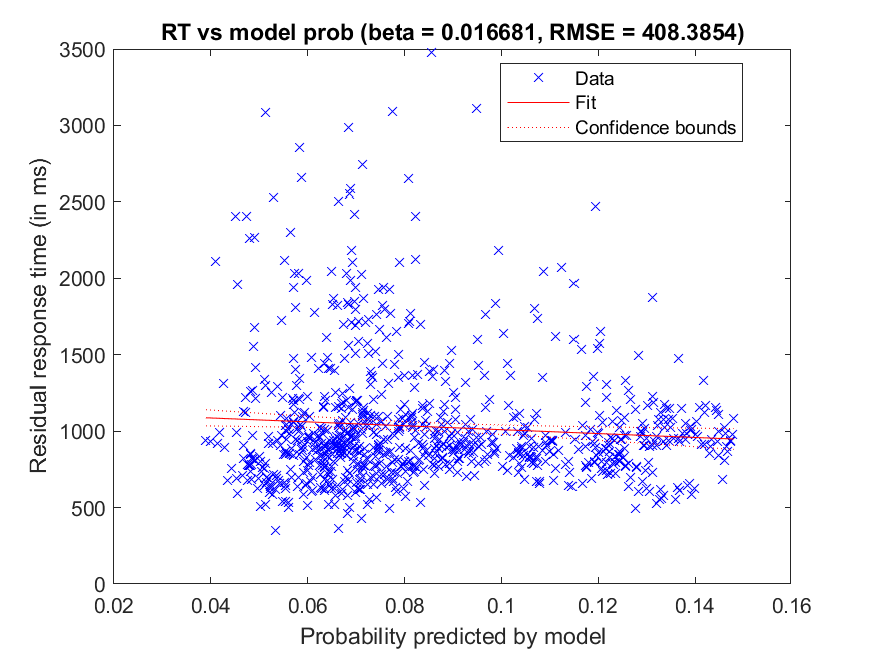 RT vs model prob (beta = 0.016681, RMSE = 408.3854)
3500
3000
2500
2000
1500
1000
500
0
Residual response time (in ms)
Data
Fit
Confidence bounds
0.02 0.04 0.06 0.08 0.1 0.12 0.14 0.16
Probability predicted by model